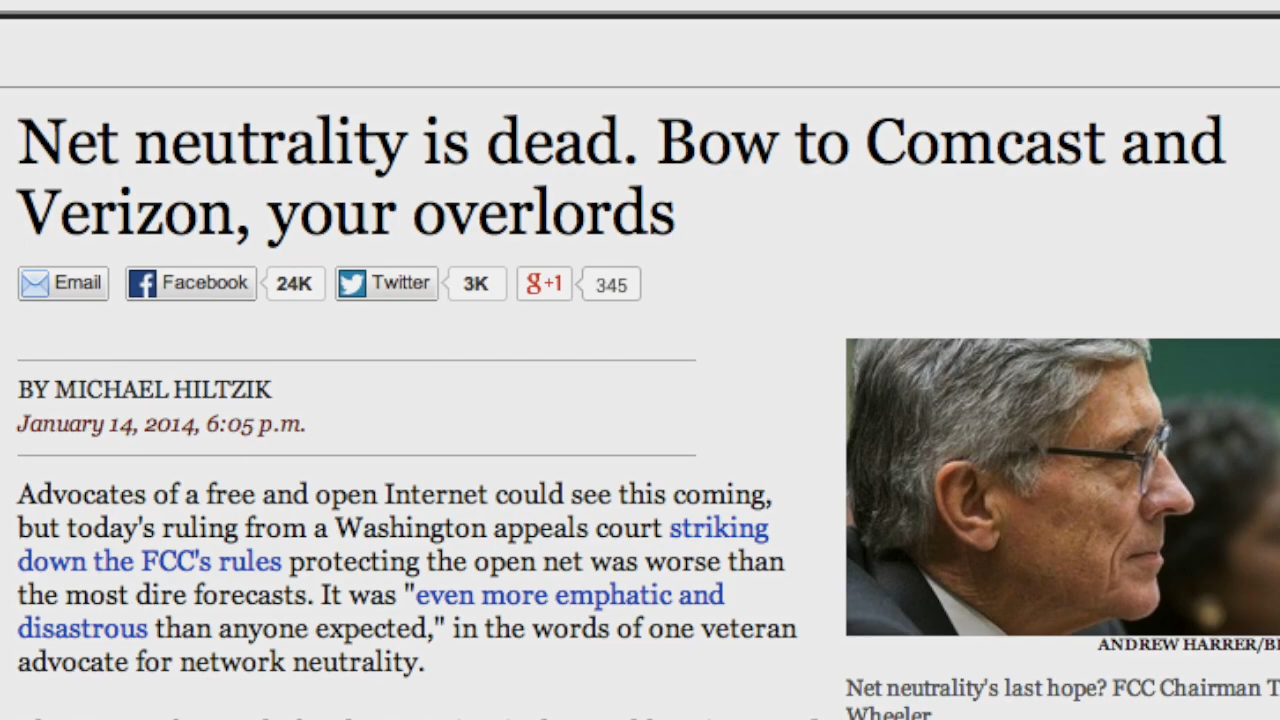 Net neutrality is dead. Bow to Comcast and
Verizon, your overlords
Email Facebook 24K Twitter 3K g+1 345
BY MICHAEL HILTZIK
January 14, 2014, 6:05 p.m.
Advocates of a free and open Internet could see this coming,
but today's ruling from a Washington appeals court striking
down the FCC's rules protecting the open net was worse than
the most dire forecasts. It was "even more emphatic and
disastrous than anyone expected," in the words of one veteran
advocate for network neutrality.
ANDREW HARRER/
Net neutrality's last hope? FCC Chairman T
Wheeler